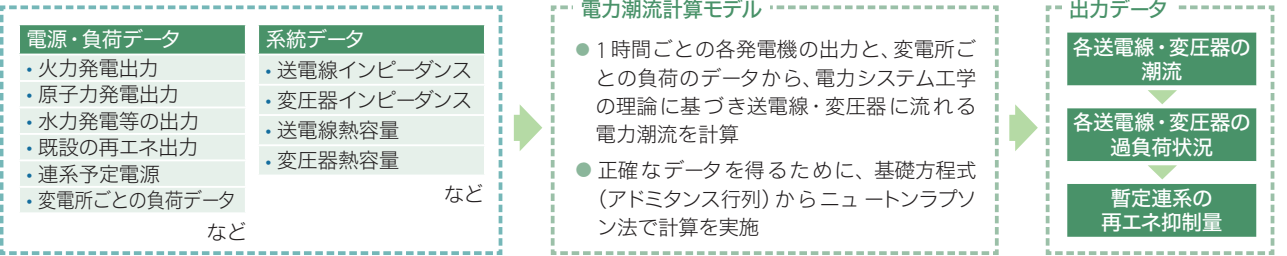 電源・負荷データ
・火力発電出力
・原子力発電出力
・水力発電等の出力
・既設の再エネ出力
・連系予定電源
・変電所ごとの負荷データ
など
系統データ
・送電線インピーダンス
・変圧器インピーダンス
・送電線熱容量
・変圧器熱容量
など
電力潮流計算モデル
●1時間ごとの各発電機の出力と、変電所ご
との負荷のデータから、電力システム工学
の理論に基づき送電線・変圧器に流れる
電力潮流を計算
●正確なデータを得るために、基礎方程式
(アドミタンス行列)からニュートンラプソ
ン法で計算を実施
出力データ
各送電線・変圧器の
潮流
各送電線・変圧器の
過負荷状況
暫定連系の
再エネ抑制量